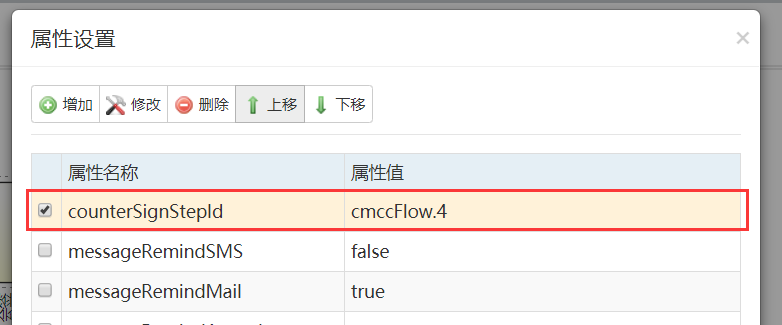 属性设置
×
增加 修改 删除 上移 下移
属性名称 属性值
counterSignStepId cmccFlow.4
messageRemindSMS false
messageRemindMail true